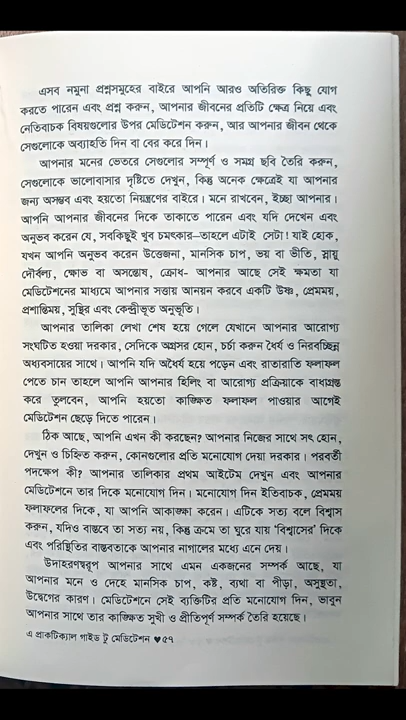 এসব নমুনা প্রশ্নসমূহের বাইরে আপনি আরও অতিরিক্ত কিছু যোগ
করতে পারেন এবং প্রশ্ন করুন, আপনার জীবনের প্রতিটি ক্ষেত্র নিয়ে এবং
নেতিবাচক বিষয়গুলোর উপর মেডিটেশন করুন, আর আপনার জীবন থেকে
সেগুলোকে অব্যাহতি দিন বা বের করে দিন।
আপনার মনের ভেতরে সেগুলোর সম্পূর্ণ ও সমগ্র ছবি তৈরি করুন,
সেগুলোকে ভালোবাসার দৃষ্টিতে দেখুন, কিন্তু অনেক ক্ষেত্রেই যা আপনার
জন্য অসম্ভব এবং হয়তো নিয়ন্ত্রণের বাইরে। মনে রাখবেন, ইচ্ছা আপনার।
আপনি আপনার জীবনের দিকে তাকাতে পারেন এবং যদি দেখেন এবং
অনুভব করেন যে, সবকিছুই খুব চমৎকার–তাহলে এটাই সেটা! যাই হোক,
যখন আপনি অনুভব করেন উত্তেজনা, মানসিক চাপ, ভয় বা ভীতি, স্নায়ু
দৌর্বল্য, ক্ষোভ বা অসন্তোষ, ক্রোধ- আপনার আছে সেই ক্ষমতা যা
মেডিটেশনের মাধ্যমে আপনার সত্তায় আনয়ন করবে একটি উষ্ণ, প্রেমময়,
প্রশান্তিময়, সুস্থির এবং কেন্দ্রীভূত অনুভূতি।
আপনার তালিকা লেখা শেষ হয়ে গেলে যেখানে আপনার আরোগ্য
সংঘটিত হওয়া দরকার, সেদিকে অগ্রসর হোন, চর্চা করুন ধৈর্য ও নিরবচ্ছিন্ন
অধ্যবসায়ের সাথে। আপনি যদি অধৈর্য হয়ে পড়েন এবং রাতারাতি ফলাফল
পেতে চান তাহলে আপনি আপনার হিলিং বা আরোগ্য প্রক্রিয়াকে বাধাগ্রস্ত
করে তুলবেন, আপনি হয়তো কাঙ্ক্ষিত ফলাফল পাওয়ার আগেই
মেডিটেশন ছেড়ে দিতে পারেন।
ঠিক আছে, আপনি এখন কী করছেন? আপনার নিজের সাথে সৎ হোন,
দেখুন ও চিহ্নিত করুন, কোনগুলোর প্রতি মনোযোগ দেয়া দরকার। পরবর্তী
পদক্ষেপ কী? আপনার তালিকার প্রথম আইটেম দেখুন এবং আপনার
মেডিটেশনে তার দিকে মনোযোগ দিন। মনোযোগ দিন ইতিবাচক, প্রেমময়
ফলাফলের দিকে, যা আপনি আকাঙ্ক্ষা করেন। এটিকে সত্য বলে বিশ্বাস
করুন, যদিও বাস্তবে তা সত্য নয়, কিন্তু ক্রমে তা ঘুরে যায় ‘বিশ্বাসের’ দিকে
এবং পরিস্থিতির বাস্তবতাকে আপনার নাগালের মধ্যে এনে দেয়।
উদাহরণস্বরূপ আপনার সাথে এমন একজনের সম্পর্ক আছে, যা
আপনার মনে ও দেহে মানসিক চাপ, কষ্ট, ব্যথা বা পীড়া, অসুস্থতা,
উদ্বেগের কারণ। মেডিটেশনে সেই ব্যক্তিটির প্রতি মনোযোগ দিন, ভাবুন
আপনার সাথে তার কাঙ্ক্ষিত সুখী ও প্রীতিপূর্ণ সম্পর্ক তৈরি হয়েছে।
এ প্রাকটিক্যাল গাইড টু মেডিটেশন ♥ ৫৭